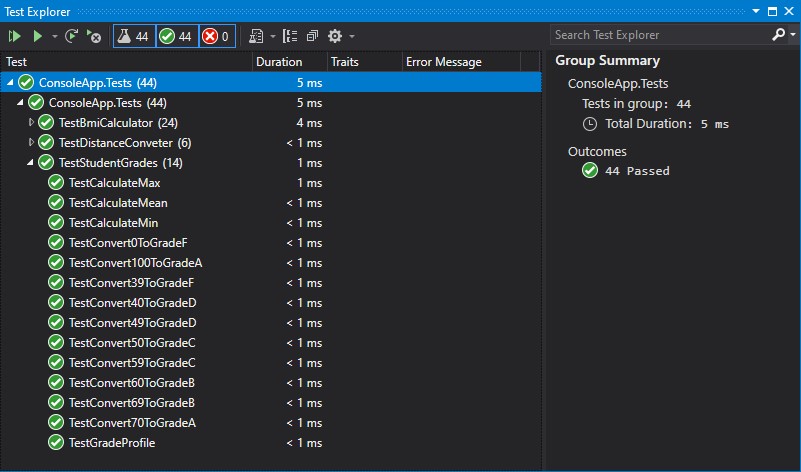 Test Explorer
44 44 0
Search Test Explorer
Test Duration Traits Error Message
ConsoleApp.Tests (44) 5 ms
ConsoleApp.Tests (44) 5 ms
TestBmiCalculator (24) 4 ms
TestDistanceConveter (6) < 1 ms
TestStudentGrades (14) 1 ms
TestCalculateMax 1 ms
TestCalculateMean < 1 ms
TestCalculateMin < 1 ms
TestConvert0ToGradeF < 1 ms
TestConvert100ToGradeA < 1 ms
TestConvert39ToGradeF < 1 ms
TestConvert40ToGradeD < 1 ms
TestConvert49ToGradeD < 1 ms
TestConvert50ToGradeC < 1 ms
TestConvert59ToGradeC < 1 ms
TestConvert60ToGradeB < 1 ms
TestConvert69ToGradeB < 1 ms
TestConvert70ToGradeA < 1 ms
TestGradeProfile < 1 ms
Group Summary
ConsoleApp.Tests
Tests in group: 44
Total Duration: 5 ms
Outcomes
44 Passed